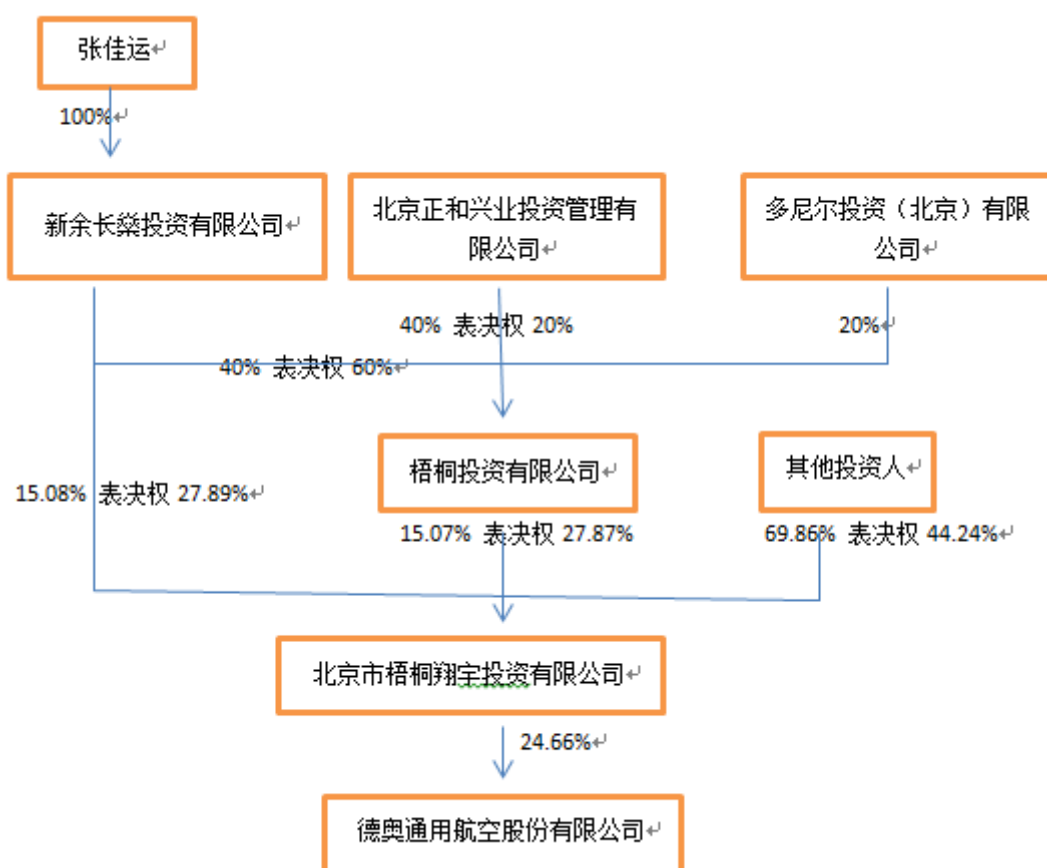 张佳运
100%
新余长燊投资有限公司
北京正和兴业投资管理有
限公司
多尼尔投资（北京）有限
公司
40% 表决权 20%
20%
40% 表决权 60%
梧桐投资有限公司
其他投资人
15.08% 表决权 27.89%
15.07% 表决权 27.87%
69.86% 表决权 44.24%
北京市梧桐翔宇投资有限公司
24.66%
德奥通用航空股份有限公司